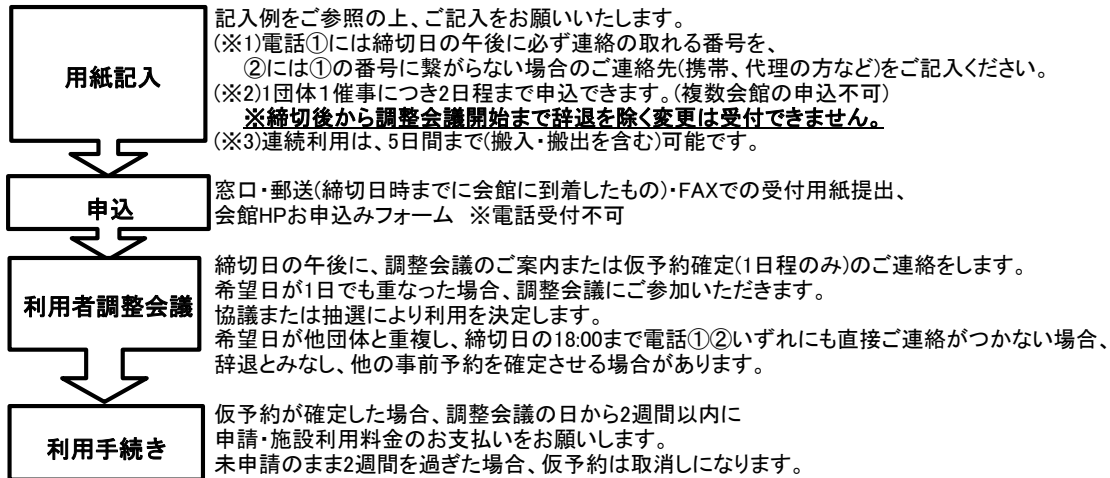 用紙記入
記入例をご参照の上、ご記入をお願いいたします。
(※1)電話①には締切日の午後に必ず連絡の取れる番号を、
②には①の番号に繋がらない場合のご連絡先(携帯、代理の方など)をご記入ください。
(※2)1団体1催事につき2日程まで申込できます。(複数会館の申込不可)
※締切後から調整会議開始まで辞退を除く変更は受付できません。
(※3)連続利用は、5日間まで(搬入・搬出を含む)可能です。
申込
窓口・郵送(締切日時までに会館に到着したもの)・FAXでの受付用紙提出、
会館HPお申込みフォーム ※電話受付不可
利用者調整会議
締切日の午後に、調整会議のご案内または仮予約確定(1日程のみ)のご連絡をします。
希望日が1日でも重なった場合、調整会議にご参加いただきます。
協議または抽選により利用を決定します。
希望日が他団体と重複し、締切日の18:00まで電話①②いずれにも直接ご連絡がつかない場合、
辞退とみなし、他の事前予約を確定させる場合があります。
利用手続き
仮予約が確定した場合、調整会議の日から2週間以内に
申請・施設利用料金のお支払いをお願いします。
未申請のまま2週間を過ぎた場合、仮予約は取消しになります。